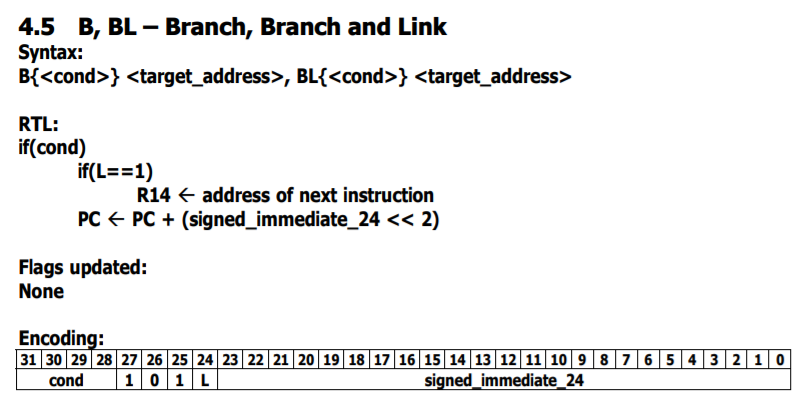 4.5 B, BL – Branch, Branch and Link
Syntax:
B{<cond>} <target_address>, BL{<cond>} <target_address>
RTL:
if(cond)
if(L==1)
R14 ← address of next instruction
PC ← PC + (signed_immediate_24 << 2)
Flags updated:
None
Encoding:
31 30 29 28 27 26 25 24 23 22 21 20 19 18 17 16 15 14 13 12 11 10 9 8 7 6 5 4 3 2 1 0
cond 1 0 1 L signed_immediate_24